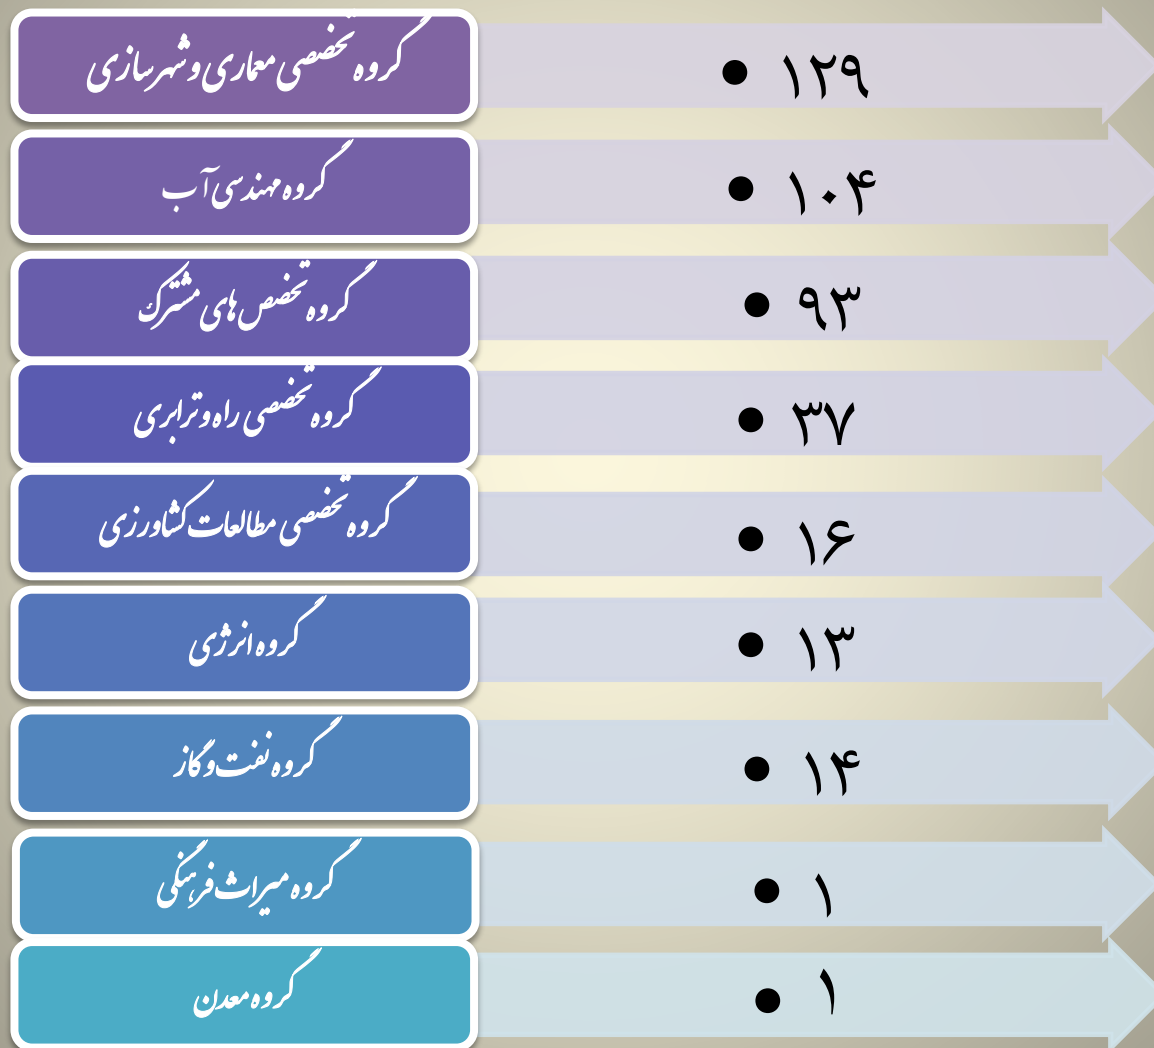 گروه تخصصی معماری و شهرسازی
• ۱۲۹
گروه مهندسی آب
• ۱۰۴
گروه تخصص های مشترک
• ۹۳
گروه تخصصی راه و ترابری
• ۳۷
گروه تخصصی مطالعات کشاورزی
• ۱۶
گروه انرژی
• ۱۳
گروه نفت و گاز
• ۱۴
گروه میراث فرهنگی
• ۱
گروه معدن
• ۱